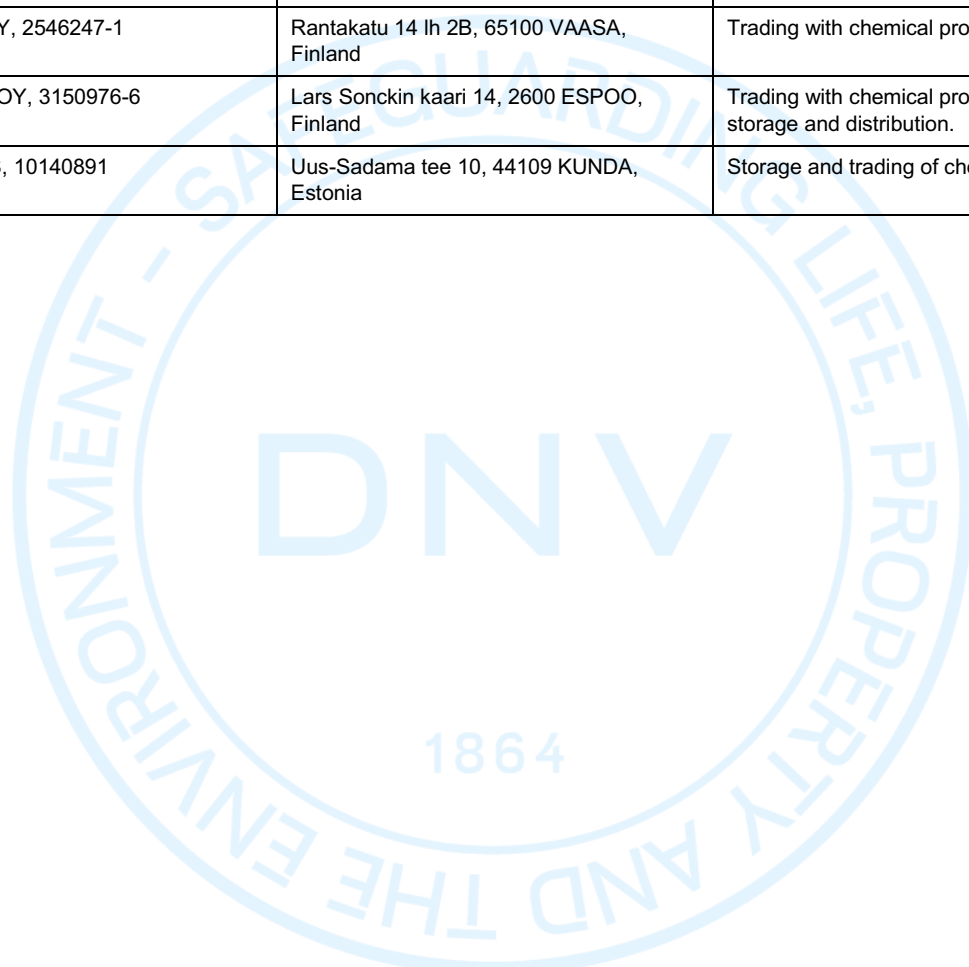 Y, 2546247-1
Rantakatu 14 lh 2B, 65100 VAASA,
Finland
Trading with chemical pro
OY, 3150976-6
Lars Sonckin kaari 14, 2600 ESPOO,
Finland
Trading with chemical pro
storage and distribution.
, 10140891
Uus-Sadama tee 10, 44109 KUNDA,
Estonia
Storage and trading of che
SAFEGUARDING LIFE, PROPERTY AND THE ENVIRONMENT -
DNV
1864